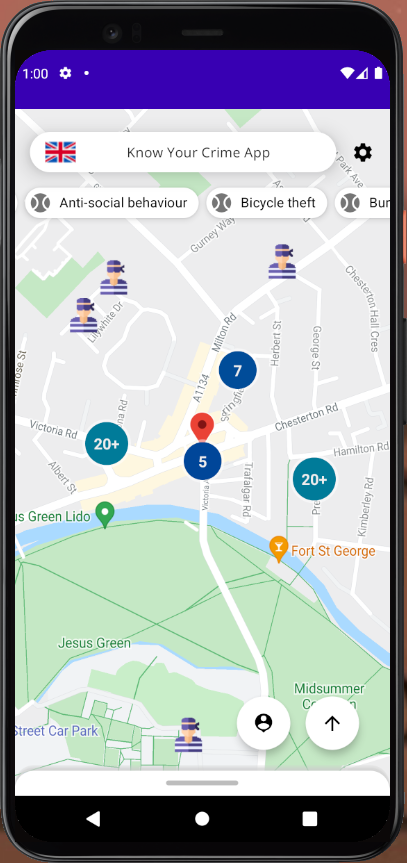 1:00
Know Your Crime App
Park Ave
Anti-social behaviour
Bicycle theft
Bur
Gurney Way
Chesterton Hall Cres
Lilywhite Dr
Milton Rd
Herbert St
George St
A1134
7
Springfi
Chesterton Rd
Victoria Rd
20+
5
Hamilton Rd
Albert St
Trafalgar Rd
20+
Pre
Kimberley Rd
Victoria A
us Green Lido
Fort St George
Jesus Green
Midsummer
Street Car Park